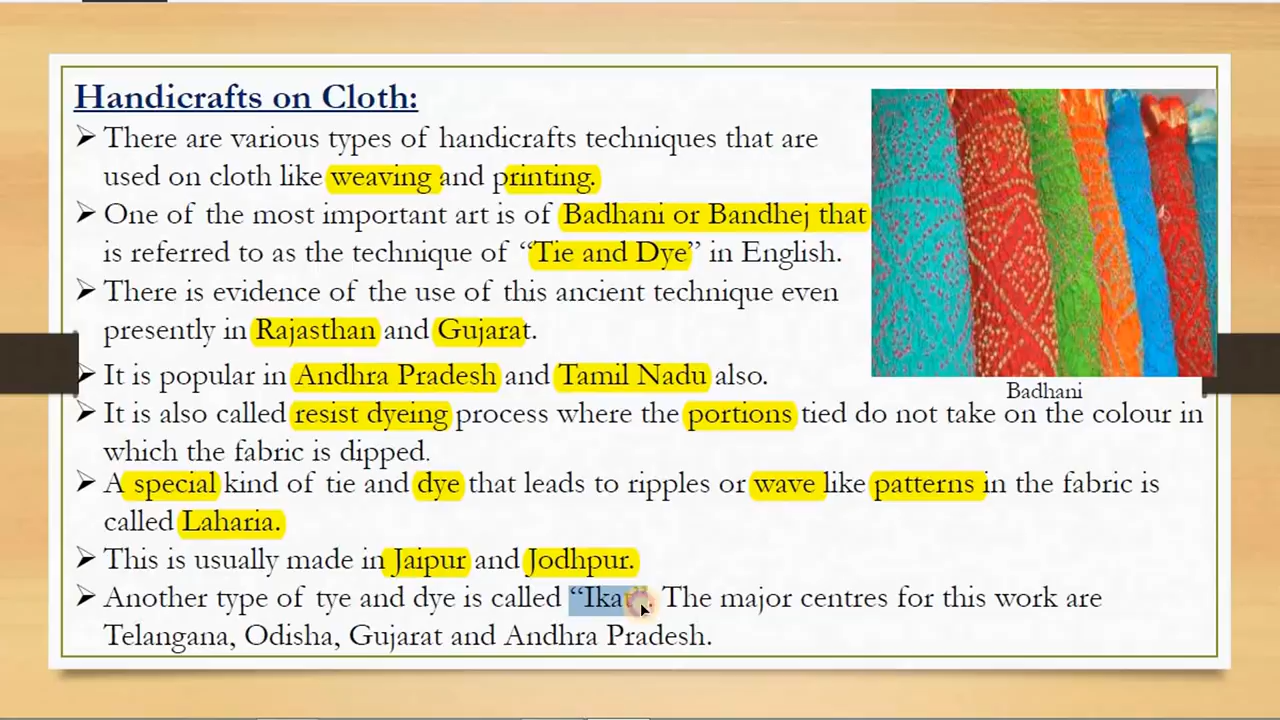 Handicrafts on Cloth:
➢ There are various types of handicrafts techniques that are
used on cloth like weaving and printing.
➢ One of the most important art is of Badhani or Bandhej that
is referred to as the technique of “Tie and Dye” in English.
➢ There is evidence of the use of this ancient technique even
presently in Rajasthan and Gujarat.
➢ It is popular in Andhra Pradesh and Tamil Nadu also.
Badhani
➢ It is also called resist dyeing process where the portions tied do not take on the colour in
which the fabric is dipped.
➢ A special kind of tie and dye that leads to ripples or wave like patterns in the fabric is
called Laharia.
➢ This is usually made in Jaipur and Jodhpur.
➢ Another type of tye and dye is called “Ikat”. The major centres for this work are
Telangana, Odisha, Gujarat and Andhra Pradesh.